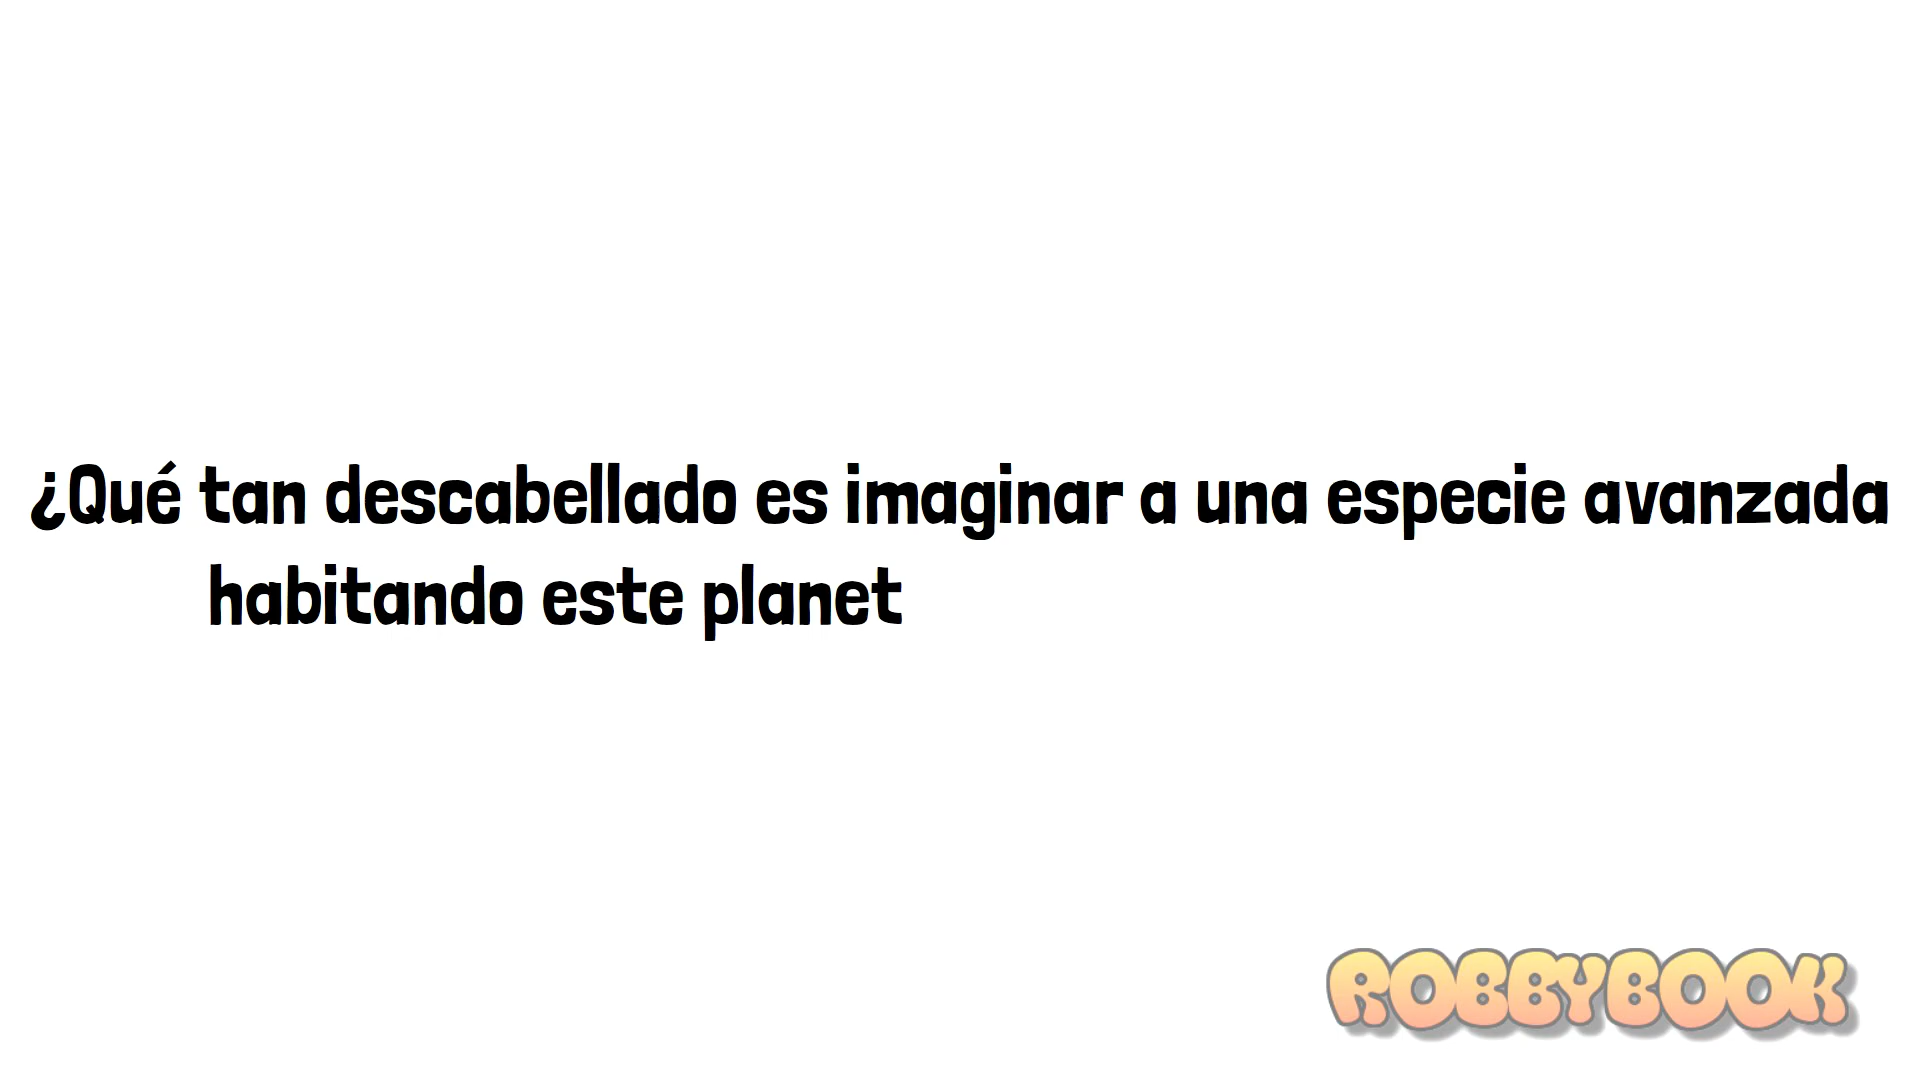 ¿Qué tan descabellado es imaginar a una especie avanzada
habitando este planet
ROBBYBOOK